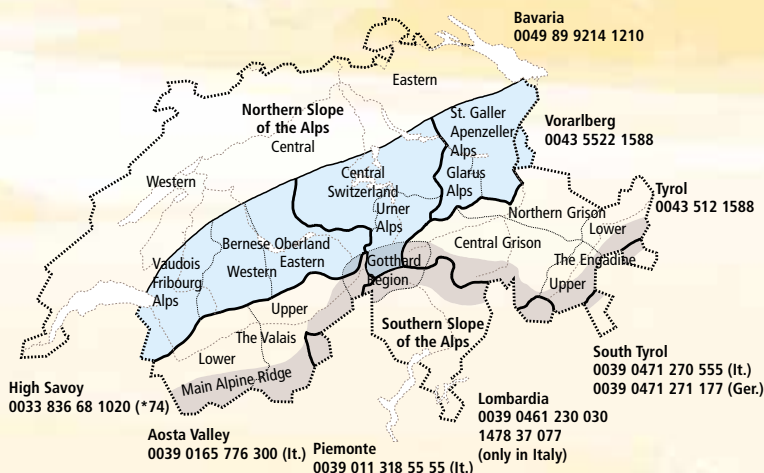 Bavaria
0049 89 9214 1210
Eastern
Northern Slope
of the Alps
Central
Western
St. Galler
Apenzeller
Alps
Glarus
Alps
Vorarlberg
0043 5522 1588
Central
Switzerland
Urner
Alps
Tyrol
0043 512 1588
Northern Grison
Lower
Central Grison
The Engadine
Upper
Bernese Oberland
Western
Eastern
Gotthard
Region
Vaudois
Fribourg
Alps
Upper
The Valais
Lower
Main Alpine Ridge
Southern Slope
of the Alps
South Tyrol
0039 0471 270 555 (It.)
0039 0471 271 177 (Ger.)
High Savoy
0033 836 68 1020 (*74)
Aosta Valley
0039 0165 776 300 (It.)
Piemonte
0039 011 318 55 55 (It.)
Lombardia
0039 0461 230 030
1478 37 077
(only in Italy)